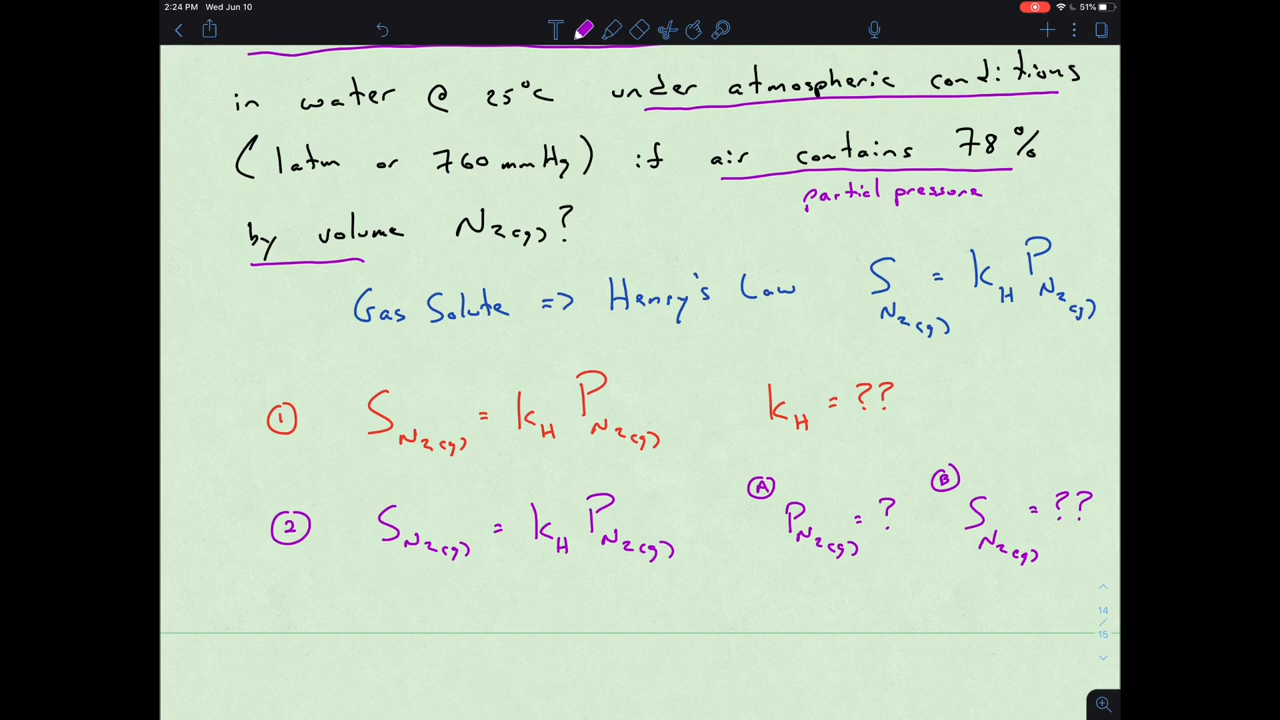 2:24 PM Wed Jun 10
51%
T
in water @ 25°C under atmospheric conditions
(1atm or 760 mmHg) if air contains 78%
partial pressure
by volume N2(g)?
Gas Solute => Henry's Law S N2(g) = kH P N2(g)
① S N2(g) = kH P N2(g) kH = ??
② S N2(g) = kH P N2(g) Ⓐ P N2(g) = ? Ⓑ S N2(g) = ??
14
/
15